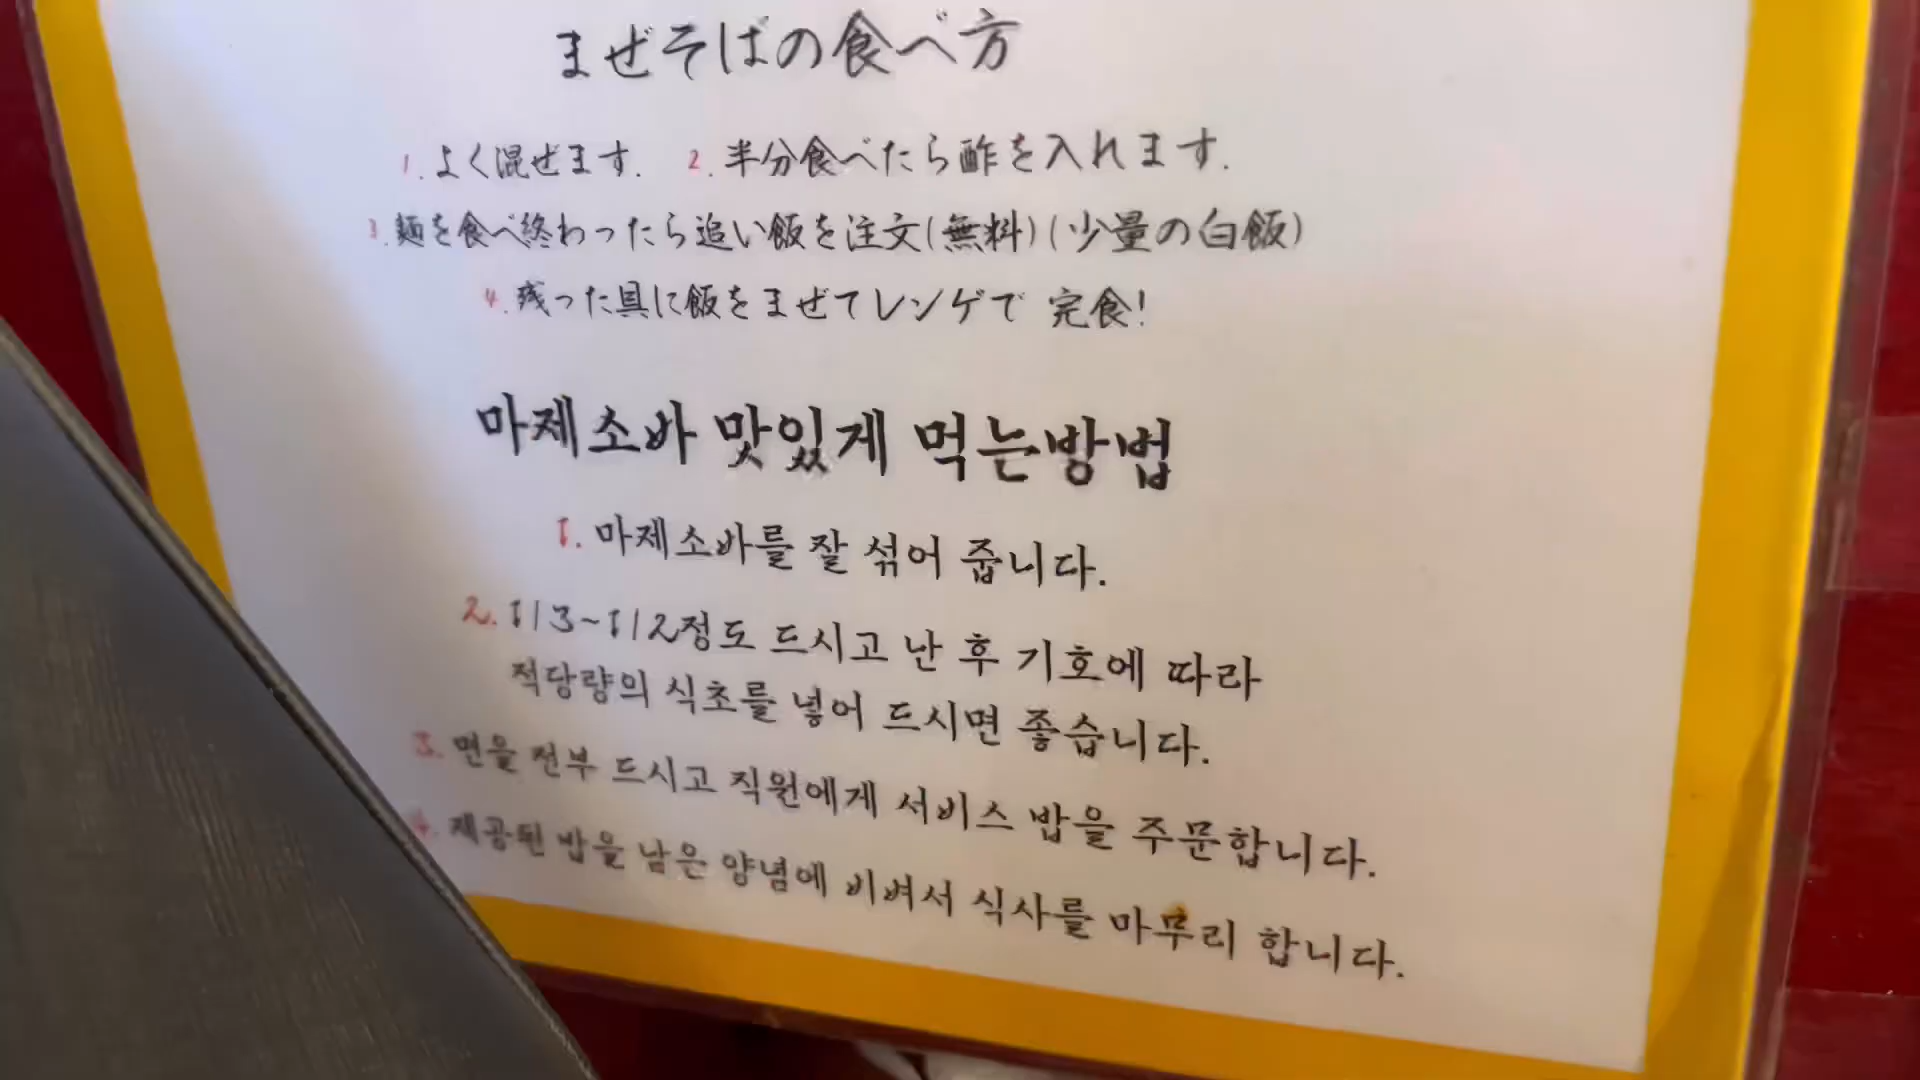 まぜそばの食べ方
1. よく混ぜます. 2. 半分食べたら酢を入れます.
3. 麺を食べ終わったら追い飯を注文(無料)(少量の白飯)
4. 残った具に飯をまぜてレンゲで 完食!
마제소바 맛있게 먹는방법
1. 마제소바를 잘 섞어 줍니다.
2. 1/3~1/2정도 드시고 난 후 기호에 따라
적당량의 식초를 넣어 드시면 좋습니다.
3. 면을 전부 드시고 직원에게 서비스 밥을 주문합니다.
4. 제공된 밥을 남은 양념에 비벼서 식사를 마무리 합니다.